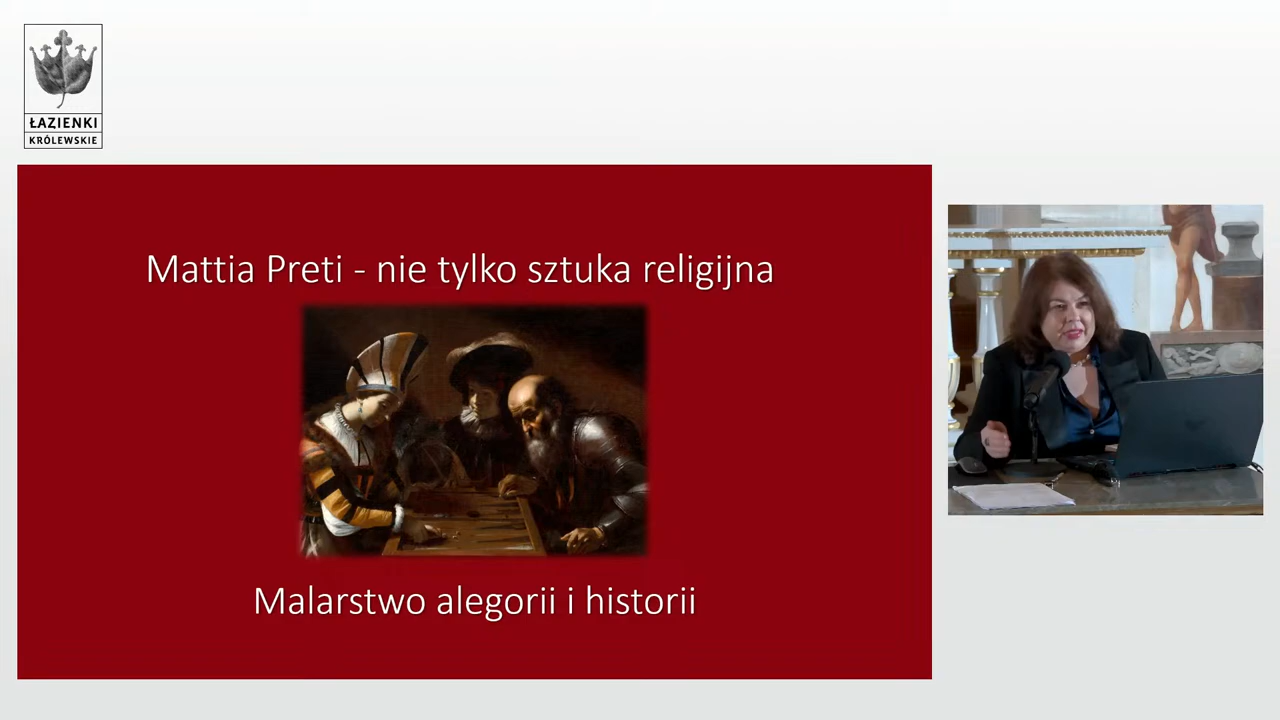 ŁAZIENKI
KRÓLEWSKIE
Mattia Preti - nie tylko sztuka religijna
Malarstwo alegorii i historii